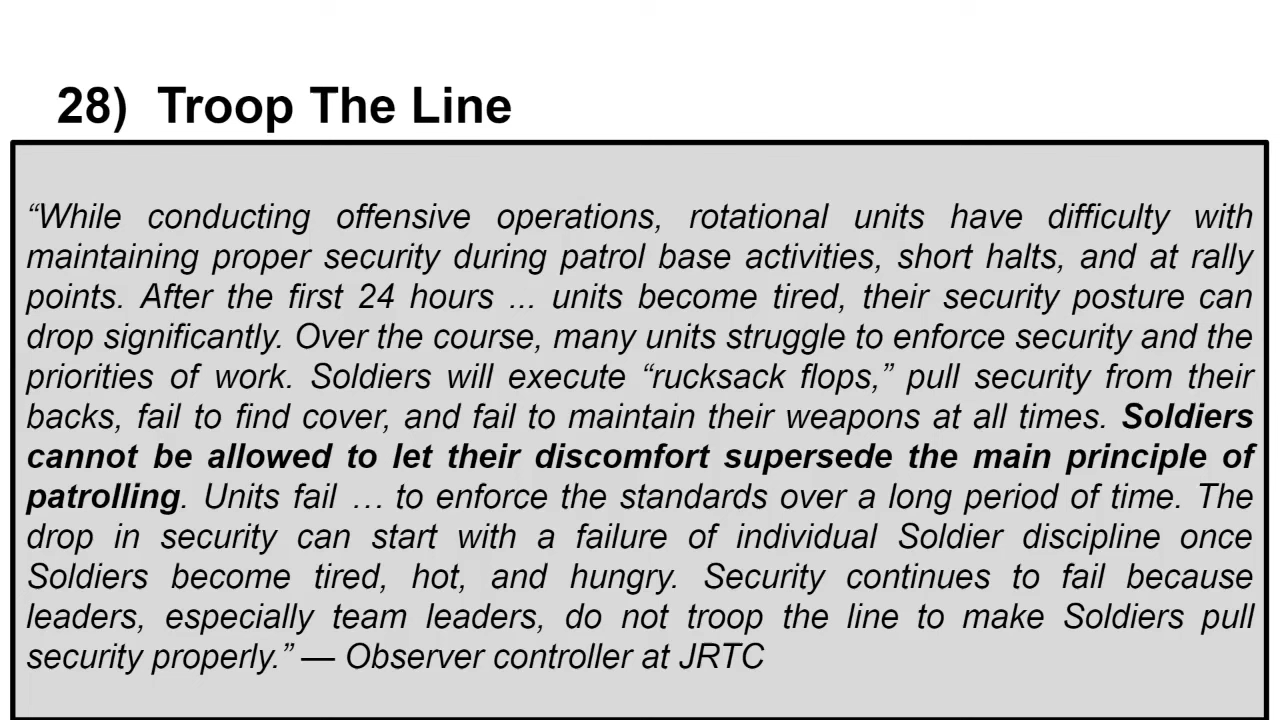 28) Troop The Line
“While conducting offensive operations, rotational units have difficulty with
maintaining proper security during patrol base activities, short halts, and at rally
points. After the first 24 hours ... units become tired, their security posture can
drop significantly. Over the course, many units struggle to enforce security and the
priorities of work. Soldiers will execute “rucksack flops,” pull security from their
backs, fail to find cover, and fail to maintain their weapons at all times. Soldiers
cannot be allowed to let their discomfort supersede the main principle of
patrolling. Units fail … to enforce the standards over a long period of time. The
drop in security can start with a failure of individual Soldier discipline once
Soldiers become tired, hot, and hungry. Security continues to fail because
leaders, especially team leaders, do not troop the line to make Soldiers pull
security properly.” — Observer controller at JRTC